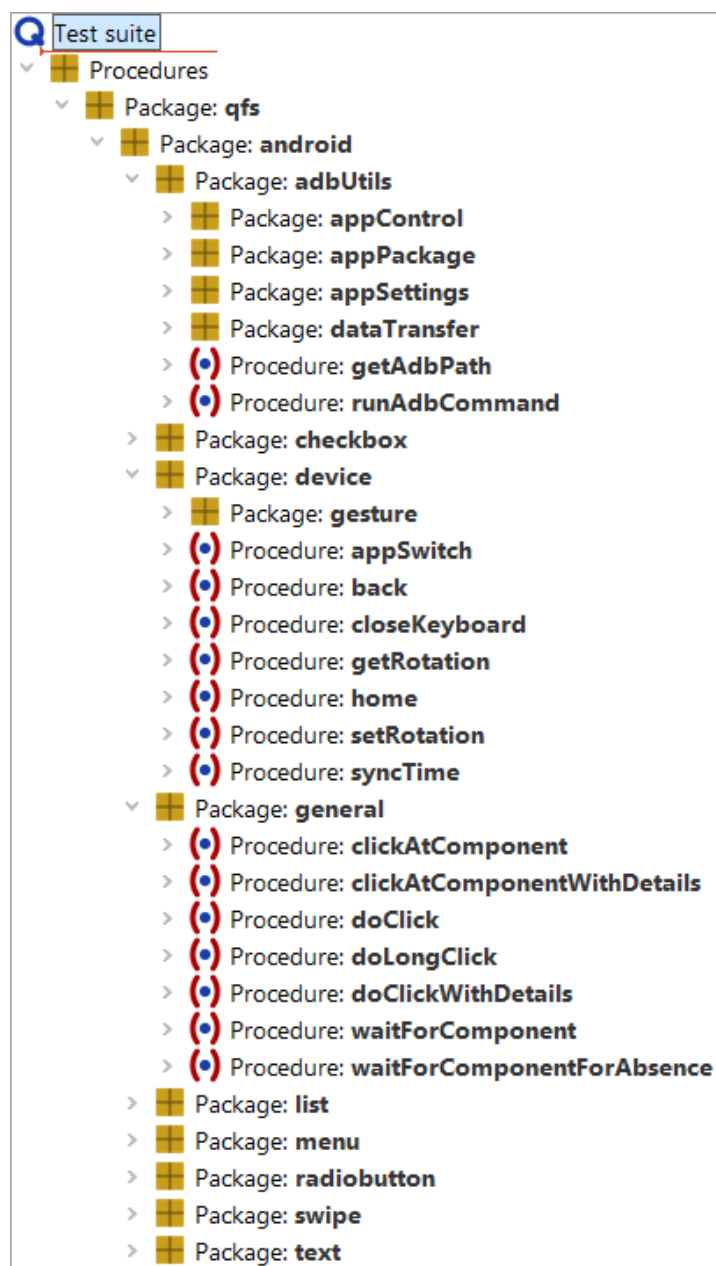 Test suite
Procedures
Package: qfs
Package: android
Package: adbUtils
Package: appControl
Package: appPackage
Package: appSettings
Package: dataTransfer
Procedure: getAdbPath
Procedure: runAdbCommand
Package: checkbox
Package: device
Package: gesture
Procedure: appSwitch
Procedure: back
Procedure: closeKeyboard
Procedure: getRotation
Procedure: home
Procedure: setRotation
Procedure: syncTime
Package: general
Procedure: clickAtComponent
Procedure: clickAtComponentWithDetails
Procedure: doClick
Procedure: doLongClick
Procedure: doClickWithDetails
Procedure: waitForComponent
Procedure: waitForComponentForAbsence
Package: list
Package: menu
Package: radiobutton
Package: swipe
Package: text